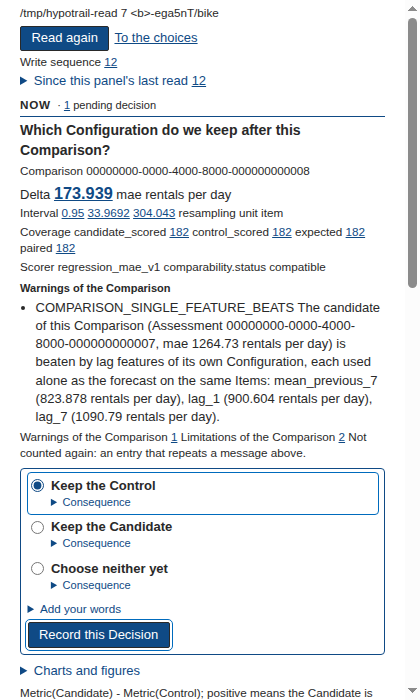 /tmp/hypotrail-read 7 <b>-ega5nT/bike
Read again To the choices
Write sequence 12
Since this panel's last read 12
NOW · 1 pending decision
Which Configuration do we keep after this
Comparison?
Comparison 00000000-0000-4000-8000-000000000008
Delta 173.939 mae rentals per day
Interval 0.95 33.9692 304.043 resampling unit item
Coverage candidate_scored 182 control_scored 182 expected 182
paired 182
Scorer regression_mae_v1 comparability.status compatible
Warnings of the Comparison
• COMPARISON_SINGLE_FEATURE_BEATS The candidate
of this Comparison (Assessment 00000000-0000-4000-
8000-000000000007, mae 1264.73 rentals per day) is
beaten by lag features of its own Configuration, each used
alone as the forecast on the same Items: mean_previous_7
(823.878 rentals per day), lag_1 (900.604 rentals per day),
lag_7 (1090.79 rentals per day).
Warnings of the Comparison 1 Limitations of the Comparison 2 Not
counted again: an entry that repeats a message above.
Keep the Control
Consequence
Keep the Candidate
Consequence
Choose neither yet
Consequence
Add your words
Record this Decision
Charts and figures
Metric(Candidate) - Metric(Control); positive means the Candidate is